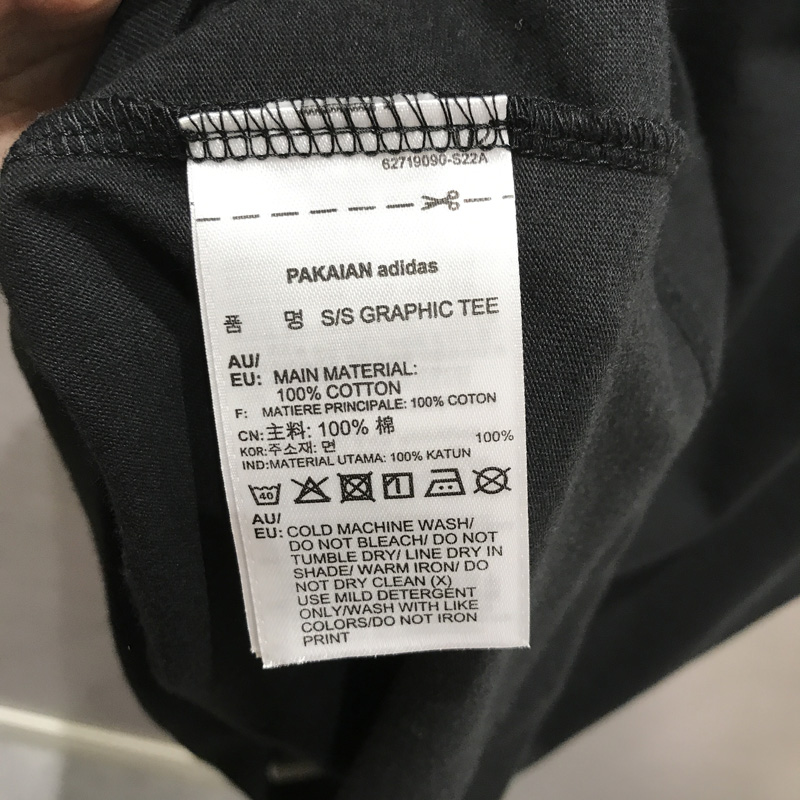 62719090-S22A
PAKAIAN adidas
품 명 S/S GRAPHIC TEE
AU/
EU: MAIN MATERIAL:
100% COTTON
F: MATIERE PRINCIPALE: 100% COTON
CN:主料: 100% 棉
KOR:주소재: 면 100%
IND:MATERIAL UTAMA: 100% KATUN
40
AU/
EU: COLD MACHINE WASH/
DO NOT BLEACH/ DO NOT
TUMBLE DRY/ LINE DRY IN
SHADE/ WARM IRON/ DO
NOT DRY CLEAN (X)
USE MILD DETERGENT
ONLY/WASH WITH LIKE
COLORS/DO NOT IRON
PRINT